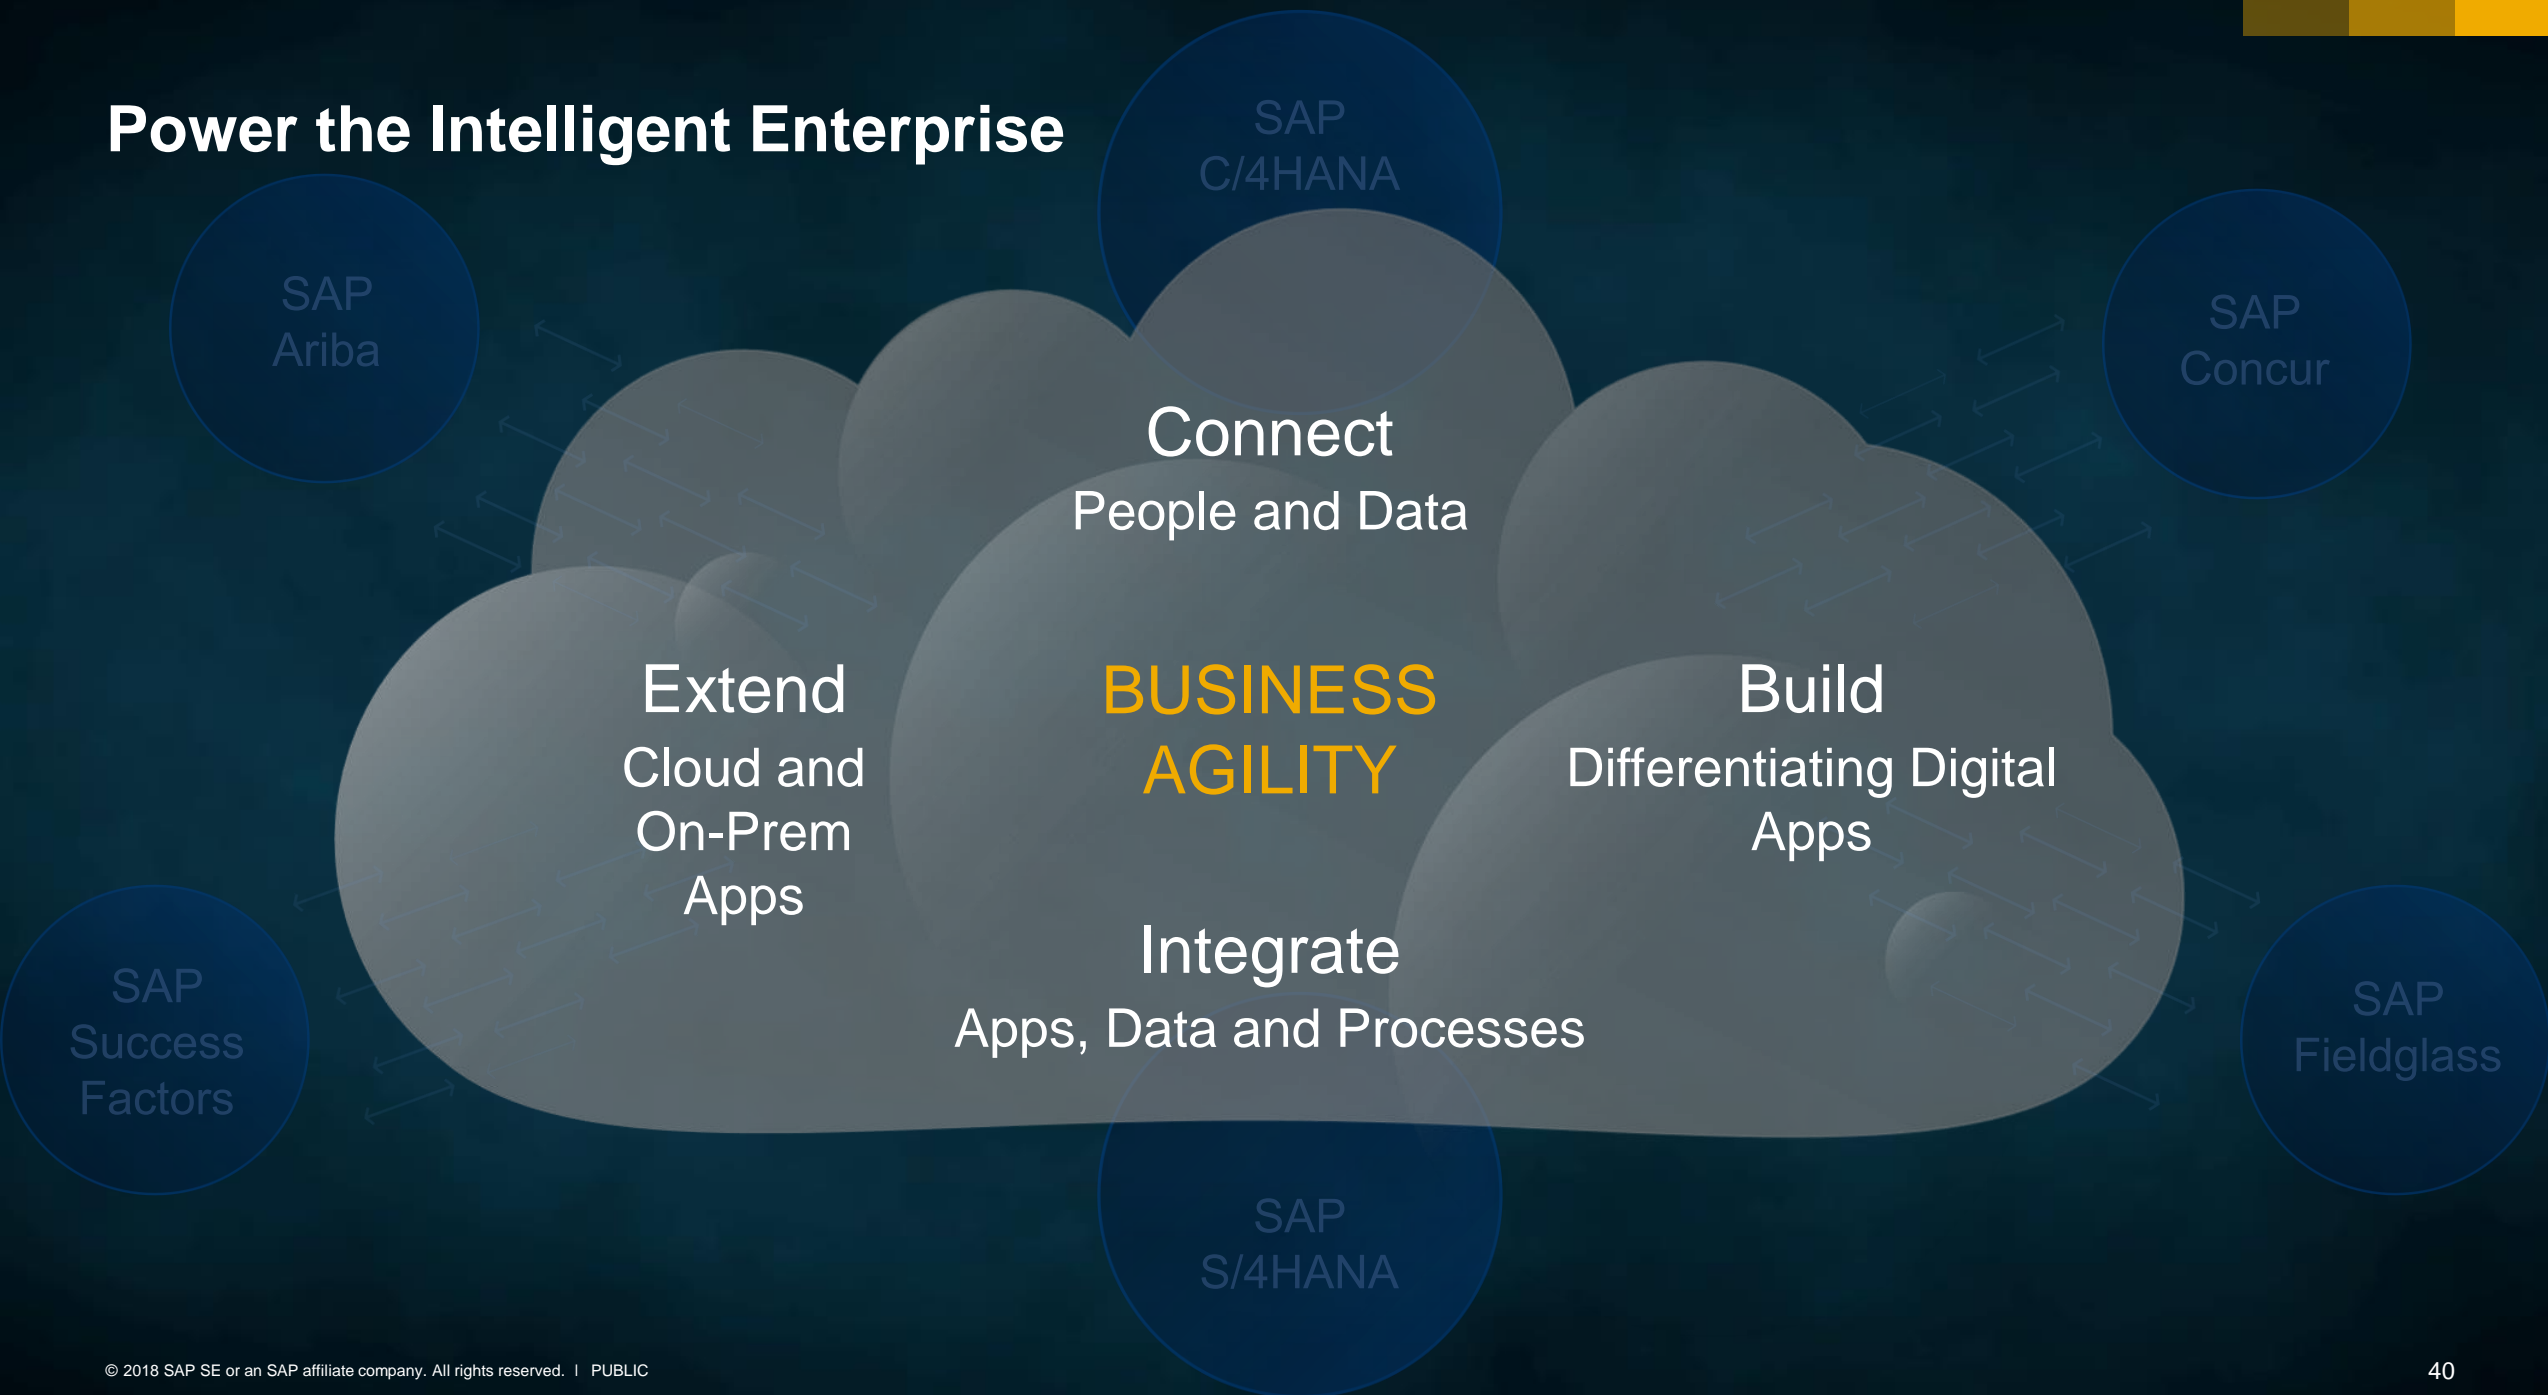 Power the Intelligent Enterprise
SAP
C/4HANA
SAP
Ariba
SAP
Concur
Connect
People and Data
Extend
Cloud and
On-Prem
Apps
BUSINESS
AGILITY
Build
Differentiating Digital
Apps
Integrate
Apps, Data and Processes
SAP
Success
Factors
SAP
Fieldglass
SAP
S/4HANA
© 2018 SAP SE or an SAP affiliate company. All rights reserved. ǀ PUBLIC
40